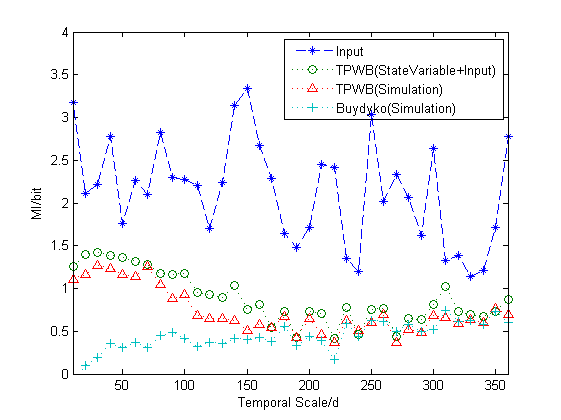 4
3.5
3
2.5
2
1.5
1
0.5
0
MI/bit
Input
TPWB(StateVariable+Input)
TPWB(Simulation)
Buydyko(Simulation)
50
100
150
200
250
300
350
Temporal Scale/d